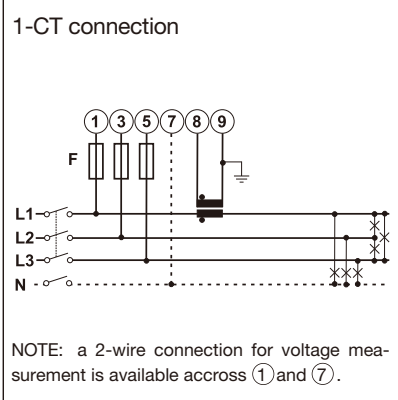 1-CT connection
1 3 5 7 8 9
F
L1
L2
L3
N
NOTE: a 2-wire connection for voltage mea-
surement is available accross 1 and 7.